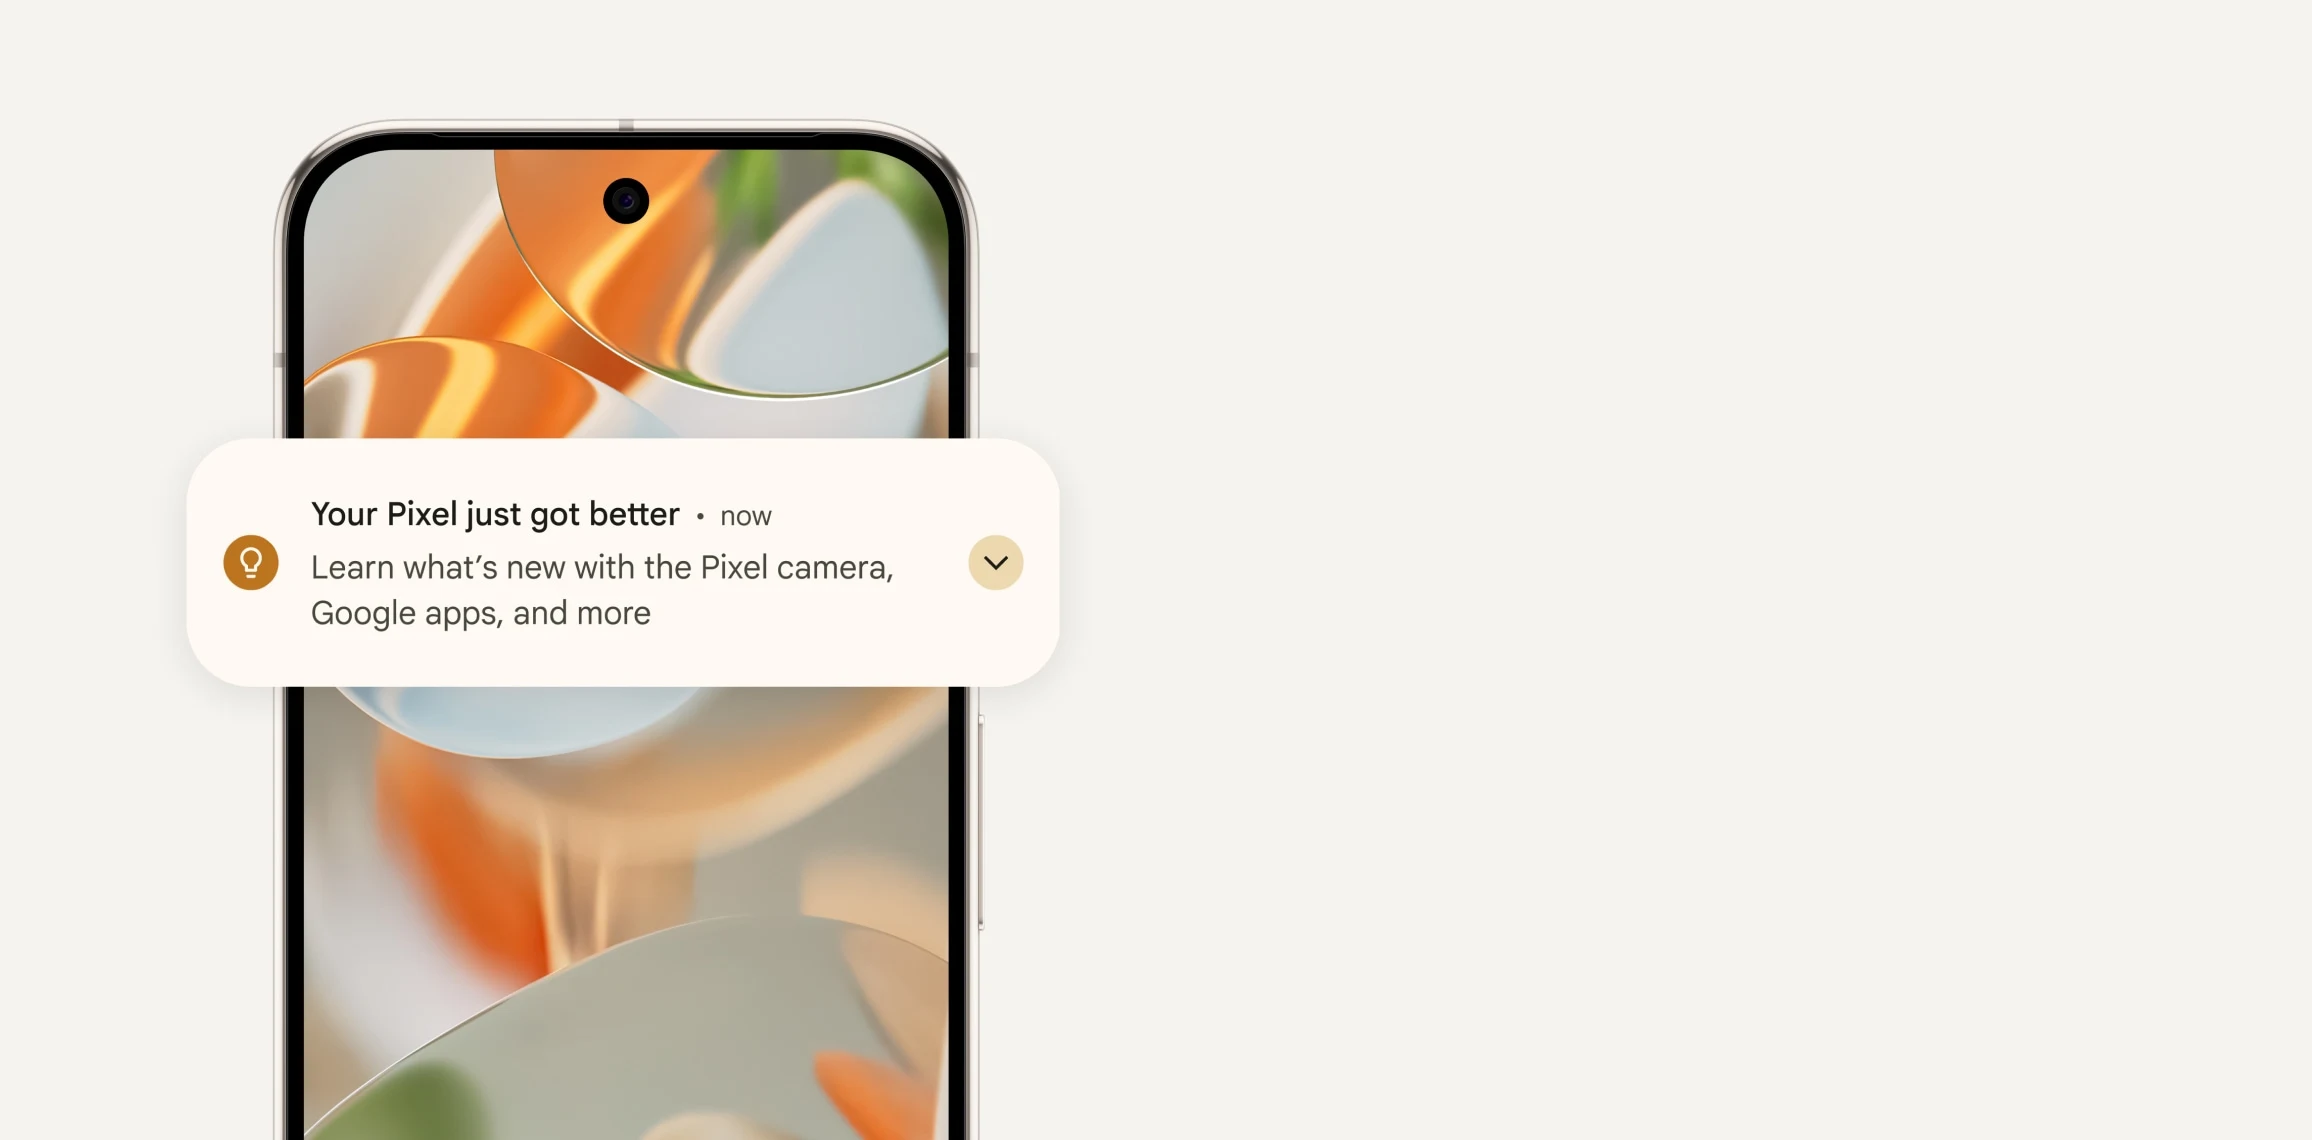 Your Pixel just got better • now
Learn what’s new with the Pixel camera,
Google apps, and more